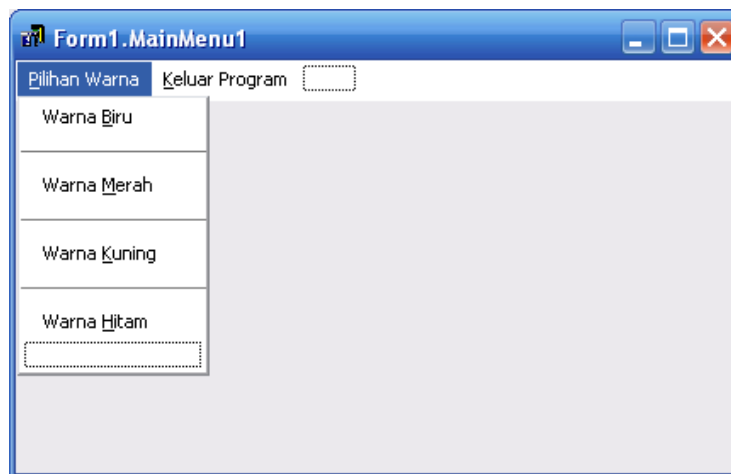 Form1.MainMenu1
Pilihan Warna Keluar Program
Warna Biru
Warna Merah
Warna Kuning
Warna Hitam